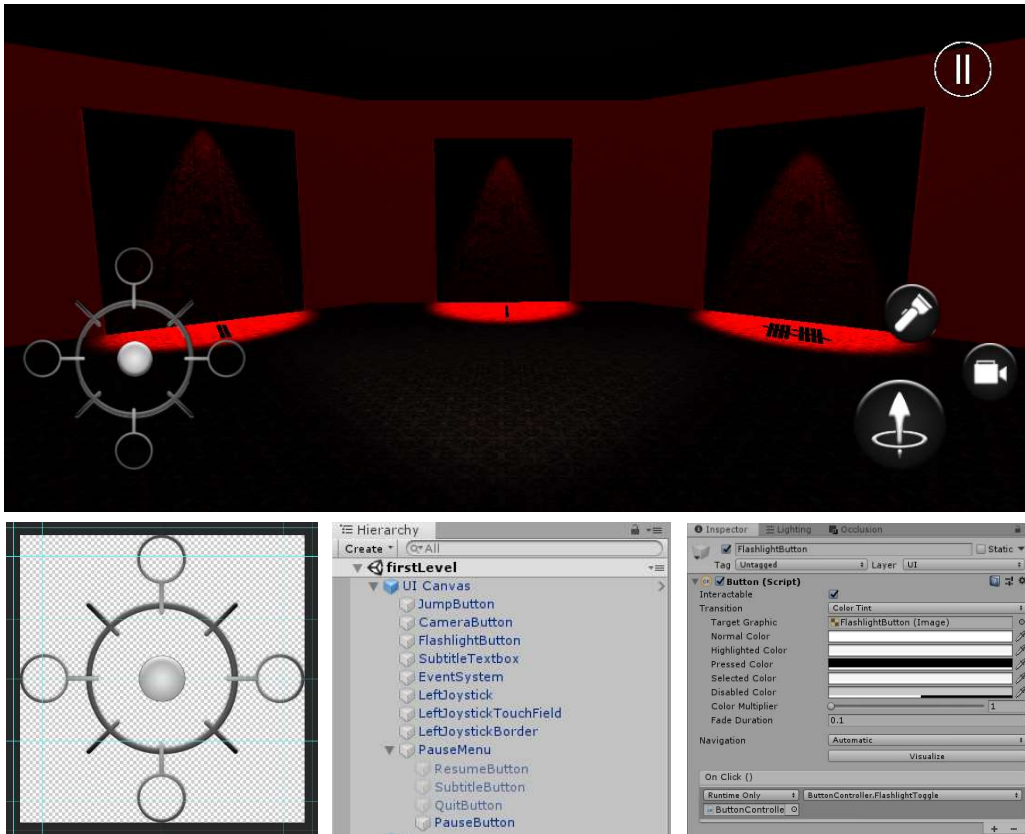 Hierarchy
Create All
firstLevel
UI Canvas
JumpButton
CameraButton
FlashlightButton
SubtitleTextbox
EventSystem
LeftJoystick
LeftJoystickTouchField
LeftJoystickBorder
PauseMenu
ResumeButton
SubtitleButton
QuitButton
PauseButton
Inspector Lighting Occlusion
FlashlightButton Static
Tag Untagged Layer UI
Button (Script)
Interactable
Transition Color Tint
Target Graphic FlashlightButton (Image)
Normal Color
Highlighted Color
Pressed Color
Selected Color
Disabled Color
Color Multiplier 1
Fade Duration 0.1
Navigation Automatic
Visualize
On Click ()
Runtime Only ButtonController.FlashlightToggle
ButtonControlle